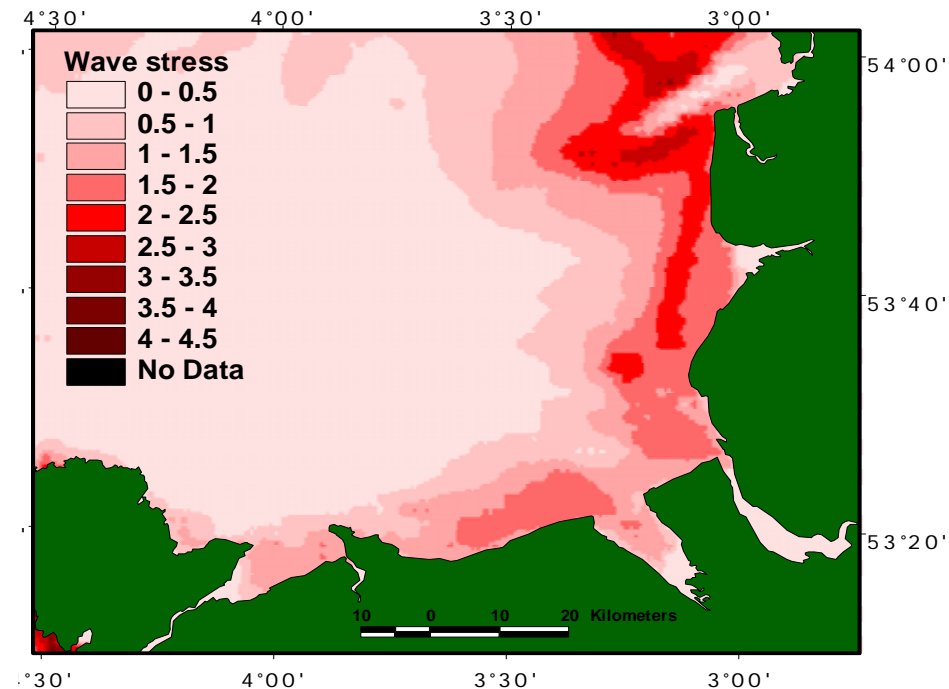 4°30' 4°00' 3°30' 3°00'
Wave stress
0 - 0.5
0.5 - 1
1 - 1.5
1.5 - 2
2 - 2.5
2.5 - 3
3 - 3.5
3.5 - 4
4 - 4.5
No Data
54°00'
53°40'
53°20'
10 0 10 20 Kilometers
:°30' 4°00' 3°30' 3°00'